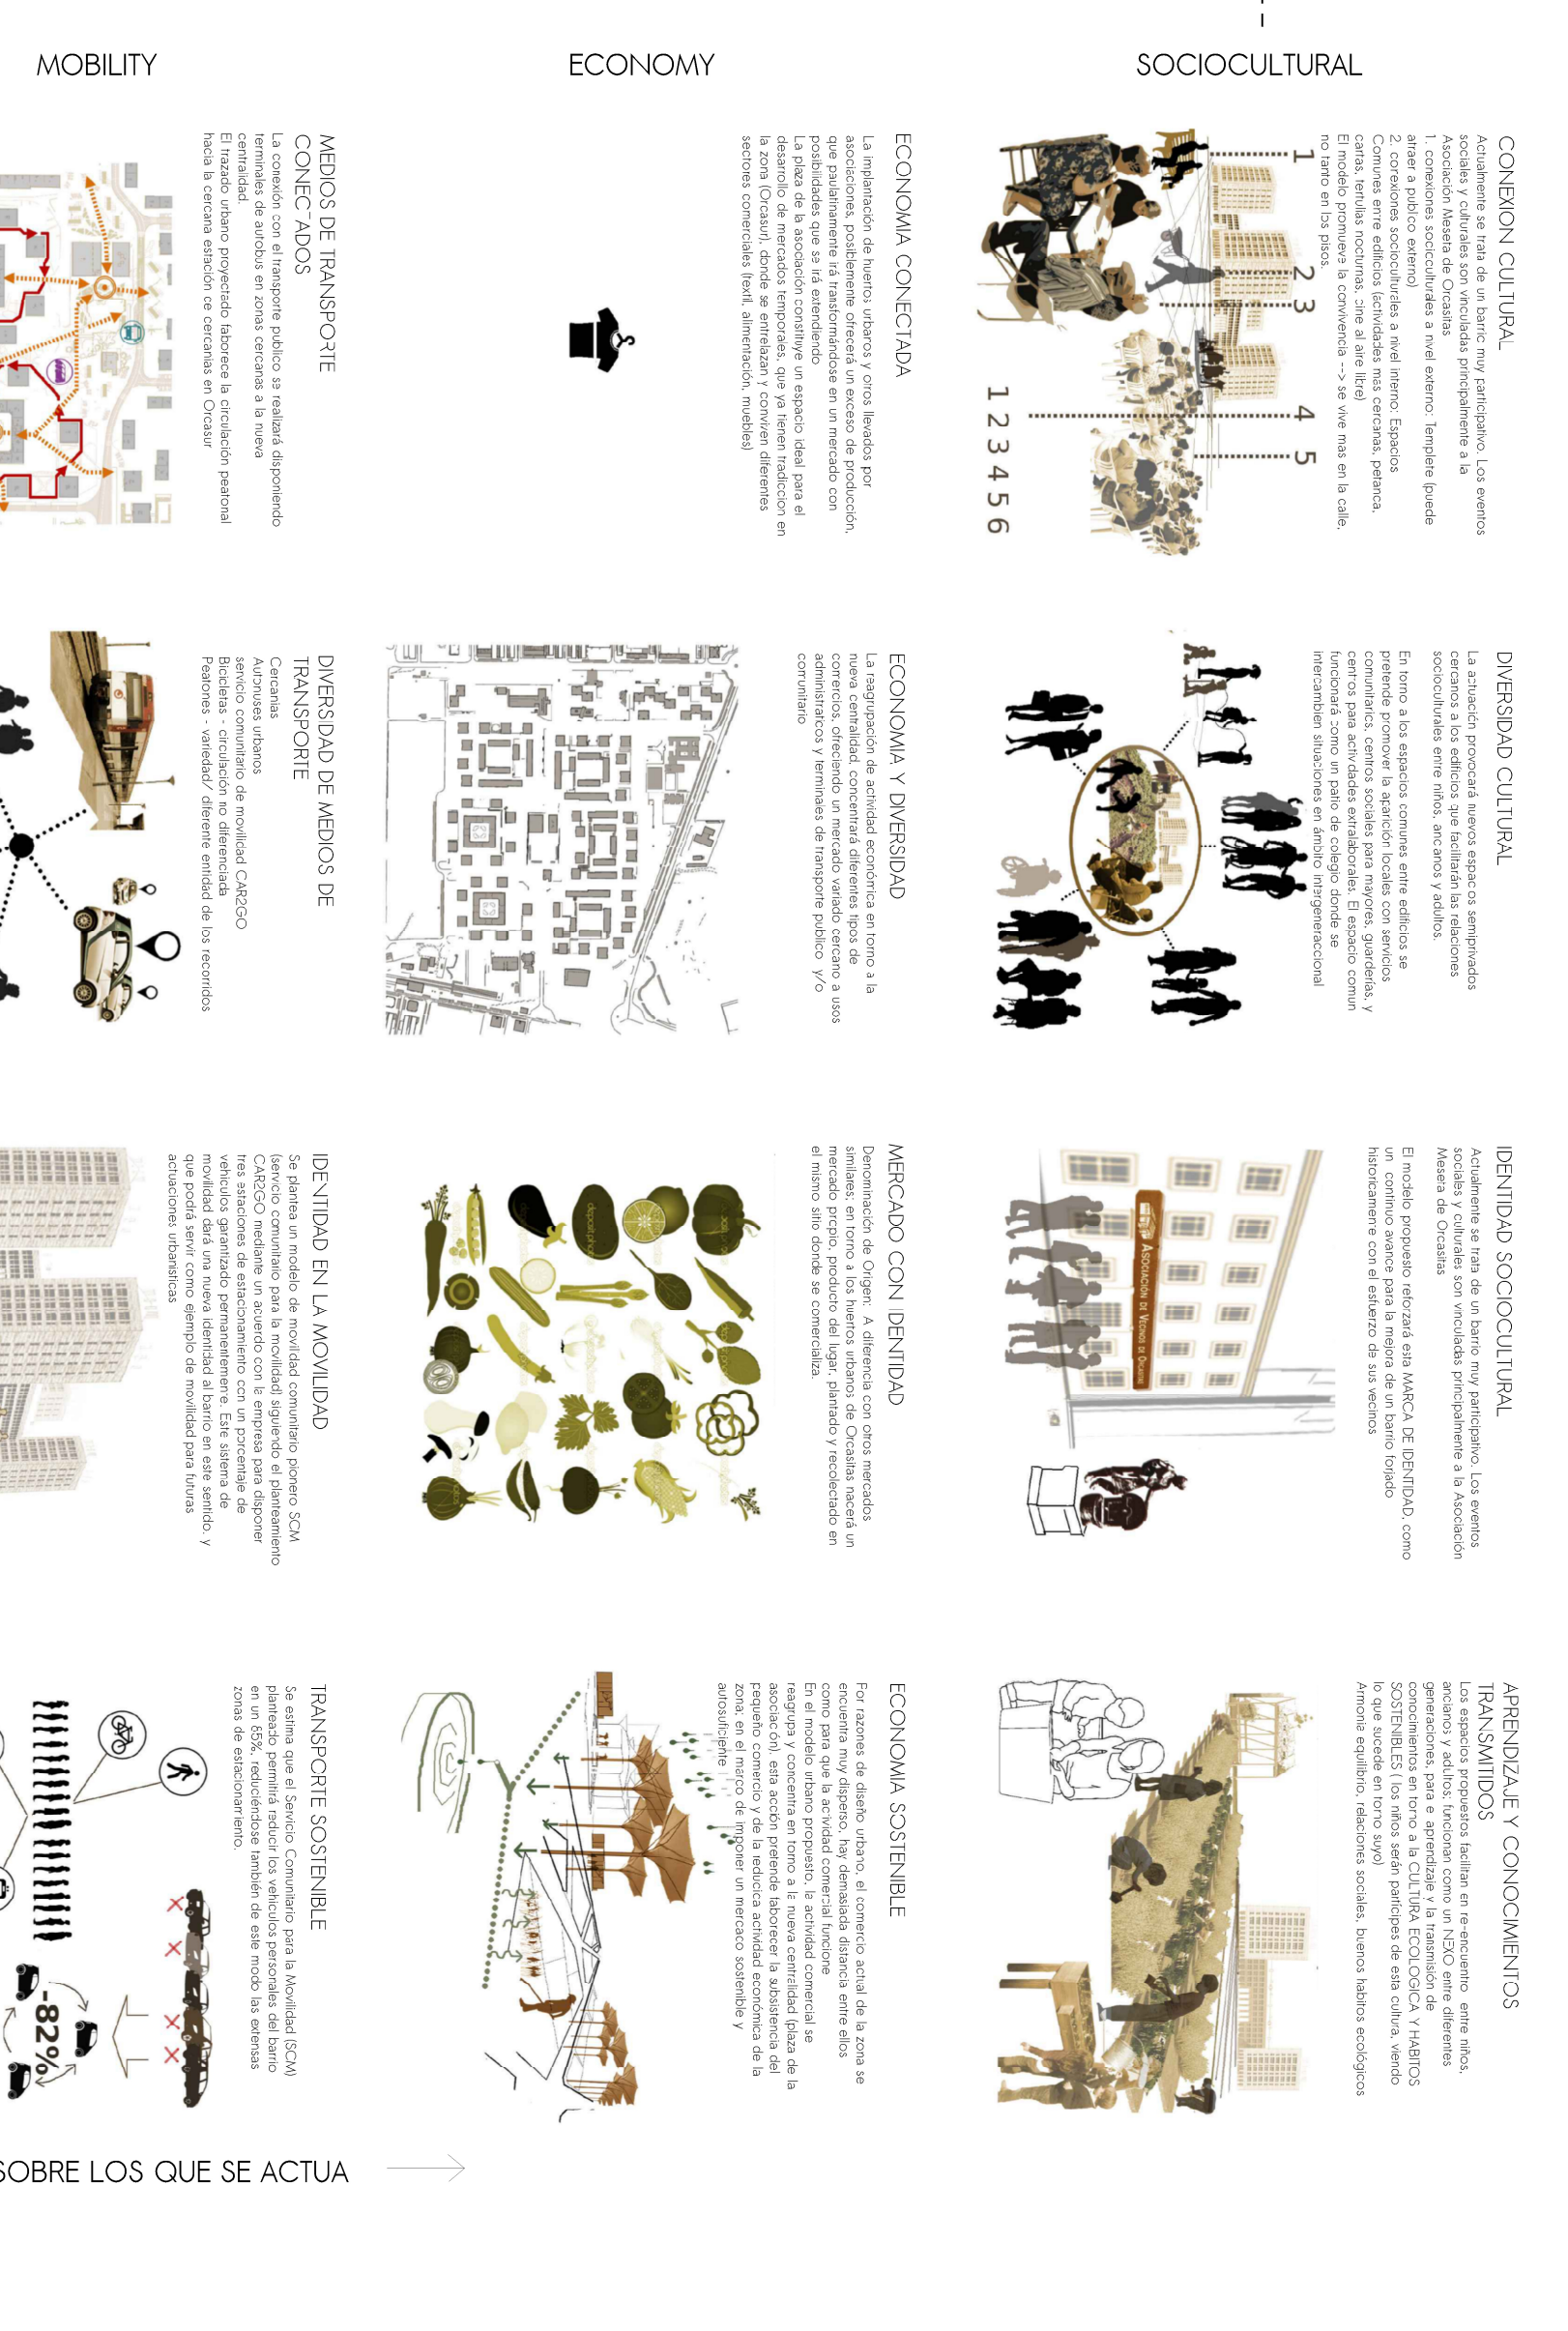 MOBILITY
ECONOMY
SOCIOCULTURAL
CONEXION CULTURAL
Actualmente se trata de un barrio muy participativo. Los eventos
sociales y culturales son vinculadas principalmente a la
Asociación Meseta de Orcasitas
1. conexiones socioculturales a nivel externo: Templete (puede
atraer a publico externo)
2. conexiones socioculturales a nivel interno: Espacios
Comunes entre edificios (actividades mas cercanas, petanca,
cartas, tertulias nocturnas, cine al aire libre)
El modelo promueve la convivencia --> se vive mas en la calle,
no tanto en los pisos.
1 2 3 4 5
1 2 3 4 5 6
DIVERSIDAD CULTURAL
La actuación provocará nuevos espacios semiprivados
cercanos a los edificios que facilitarán las relaciones
socioculturales entre niños, ancianos y adultos.
En torno a los espacios comunes entre edificios se
pretende promover la aparición locales con servicios
comunitarios, centros sociales para mayores, guarderías, y
centros para actividades extralaborales. El espacio comun
funcionará como un patio de colegio donde se
intercambien situaciones en ámbito intergeneraccional
IDENTIDAD SOCIOCULTURAL
Actualmente se trata de un barrio muy participativo. Los eventos
sociales y culturales son vinculadas principalmente a la Asociación
Mesera de Orcasitas
El modelo propuesto reforzará esta MARCA DE IDENTIDAD, como
un continuo avance para la mejora de un barrio forjado
historicamente con el esfuerzo de sus vecinos
ASOCIACIÓN DE VECINOS DE ORCASITAS
APRENDIZAJE Y CONOCIMIENTOS
TRANSMITIDOS
Los espacios propuestos facilitan en re-encuentro entre niños,
ancianos y adultos; funcionan como un NEXO entre diferentes
generaciones, para e aprendizaje y la transmisión de
conocimientos en torno a la CULTURA ECOLOGICA Y HABITOS
SOSTENIBLES ( los niños serán participes de esta cultura, viendo
lo que sucede en torno suyo)
Armonia equilibrio, relaciones sociales, buenos habitos ecológicos
ECONOMIA CONECTADA
La implantación de huertos urbanos y otros llevados por
asociaciones, posiblemente ofrecerá un exceso de producción,
que paulatinamente irá transformándose en un mercado con
posibilidades que se irá extendiendo
La plaza de la asociación constituye un espacio ideal para el
desarrollo de mercados temporales, que ya tienen tradiccion en
la zona (Orcasur), donde se entrelazan y conviven diferentes
sectores comerciales (textil, alimentación, muebles)
ECONOMIA Y DIVERSIDAD
La reagrupación de actividad económica en torno a la
nueva centralidad, concentrará diferentes tipos de
comercios, ofreciendo un mercado variado cercano a usos
administraticos y terminales de transporte publico y/o
comunitario
MERCADO CON IDENTIDAD
Denominación de Origen: A diferencia con otros mercados
similares; en torno a los huertos urbanos de Orcasitas nacerá un
mercado propio, producto del lugar, plantado y recolectado en
el mismo sitio donde se comercializa.
ECONOMIA SOSTENIBLE
Por razones de diseño urbano, el comercio actual de la zona se
encuentra muy disperso, hay demasiada distancia entre ellos
como para que la actividad comercial funcione
En el modelo urbano propuesto, la actividad comercial se
reagrupa y concentra en torno a la nueva centralidad (plaza de la
asociación), esta acción pretende faborecer la subsistencia del
pequeño comercio y de la reducica actividad económica de la
zona; en el marco de imponer un mercaco sostenible y
autosuficiente
MEDIOS DE TRANSPORTE
CONECTADOS
La conexión con el transporte publico se realizará disponiendo
terminales de autobus en zonas cercanas a la nueva
centralidad.
El trazado urbano proyectado faborece la circulación peatonal
hacia la cercana estación ce cercanias en Orcasur
DIVERSIDAD DE MEDIOS DE
TRANSPORTE
Cercanias
Autobuses urbanos
servicio comunitario de movilidad CAR2GO
Bicicletas - circulación no diferenciada
Peatones - variedad/ diferente entidad de los recorridos
IDENTIDAD EN LA MOVILIDAD
Se plantea un modelo de movilidad comunitario pionero SCM
(servicio comunitario para la movilidad) siguiendo el planteamiento
CAR2GO mediante un acuerdo con la empresa para disponer
tres estaciones de estacionamiento con un porcentaje de
vehículos garantizado permanentemente. Este sistema de
movilidad dará una nueva identidad al barrio en este sentido, y
que podrá servir como ejemplo de movilidad para futuras
actuaciones urbanisticas
TRANSPORTE SOSTENIBLE
Se estima que el Servicio Comunitario para la Movilidad (SCM)
planteado permitirá reducir los vehiculos personales del barrio
en un 85%, reduciéndose también de este modo las extensas
zonas de estacionamiento.
-82%
SOBRE LOS QUE SE ACTUA